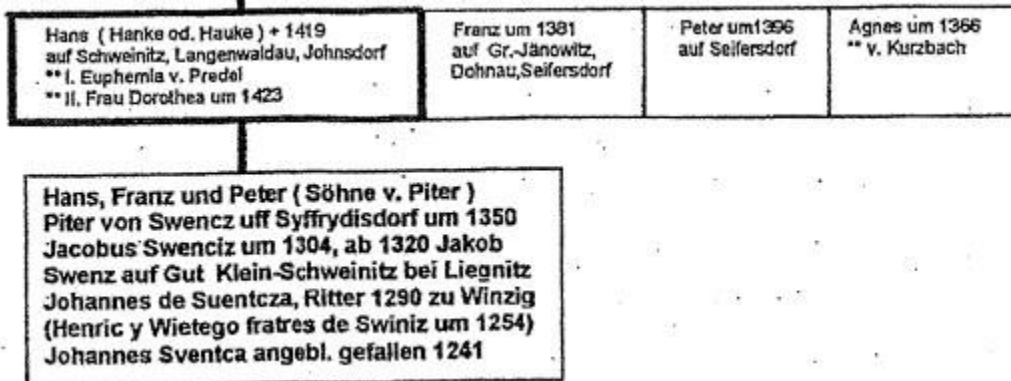 Hans ( Hanke od. Hauke ) + 1419
auf Schweinitz, Langenwaldau, Johnsdorf
** I. Euphemia v. Predel
** II. Frau Dorothea um 1423
Franz um 1381
auf Gr.-Jänowitz,
Dohnau,Seifersdorf
Peter um1396
auf Seifersdorf
Agnes um 1366
** v. Kurzbach
Hans, Franz und Peter ( Söhne v. Piter )
Piter von Swencz uff Syffrydisdorf um 1350
Jacobus Swenciz um 1304, ab 1320 Jakob
Swenz auf Gut Klein-Schweinitz bei Liegnitz
Johannes de Suentcza, Ritter 1290 zu Winzig
(Henric y Wietego fratres de Swiniz um 1254)
Johannes Sventca angebl. gefallen 1241